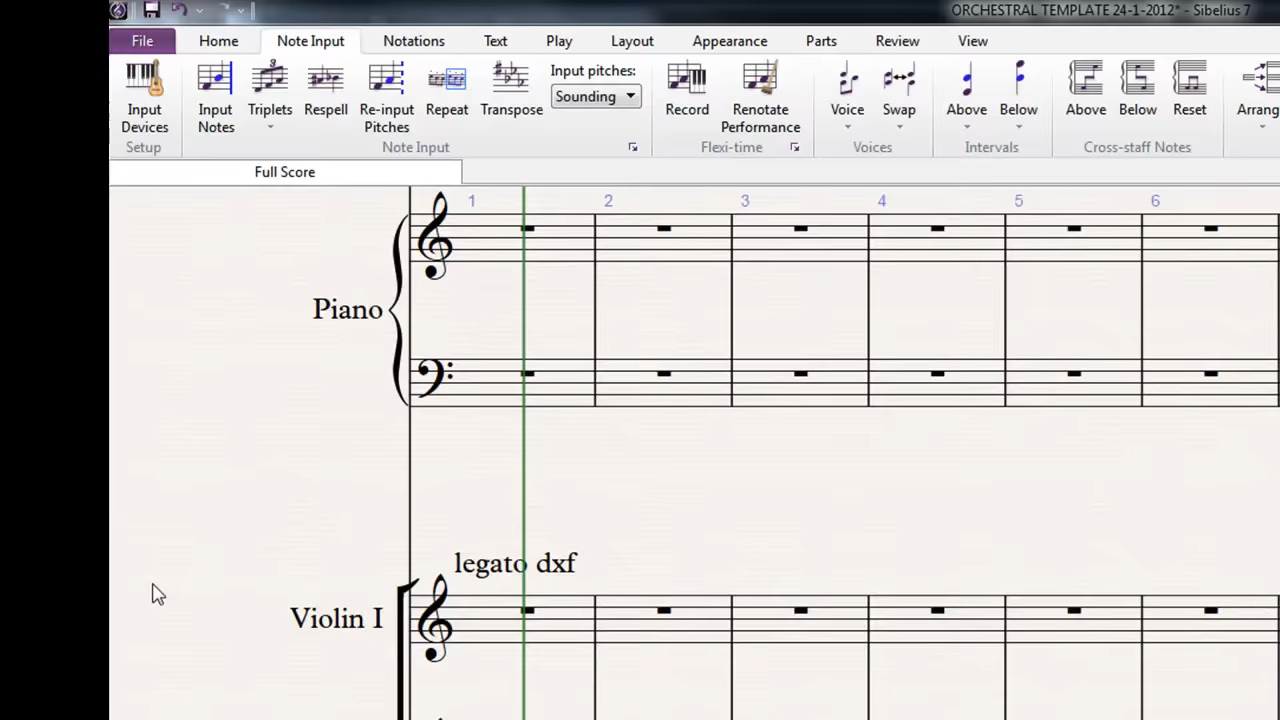 ORCHESTRAL TEMPLATE 24-1-2012* - Sibelius 7
File Home Note Input Notations Text Play Layout Appearance Parts Review View
Input Devices
Input Notes
Triplets
Respell
Re-input Pitches
Repeat
Transpose
Input pitches:
Sounding
Record
Renotate Performance
Voice
Swap
Above
Below
Above
Below
Reset
Arrang
Setup
Note Input
Flexi-time
Voices
Intervals
Cross-staff Notes
Full Score
1 2 3 4 5 6
Piano
legato dxf
Violin I